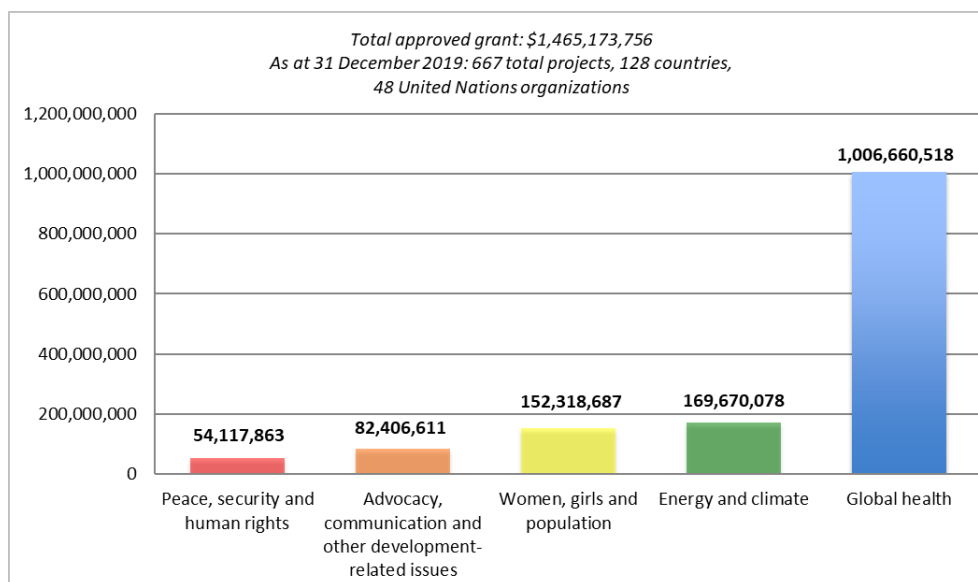 Total approved grant: $1,465,173,756
As at 31 December 2019: 667 total projects, 128 countries,
48 United Nations organizations
1,200,000,000
1,000,000,000
800,000,000
600,000,000
400,000,000
200,000,000
0
54,117,863
82,406,611
152,318,687
169,670,078
1,006,660,518
Peace, security and
human rights
Advocacy,
communication and
other development-
related issues
Women, girls and
population
Energy and climate
Global health